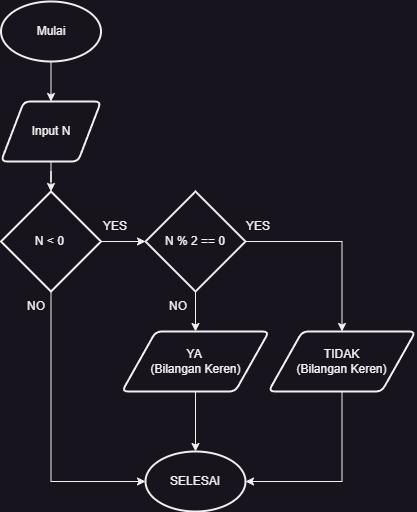 Mulai
Input N
N < 0
YES
N % 2 == 0
YES
NO
NO
YA
(Bilangan Keren)
TIDAK
(Bilangan Keren)
SELESAI